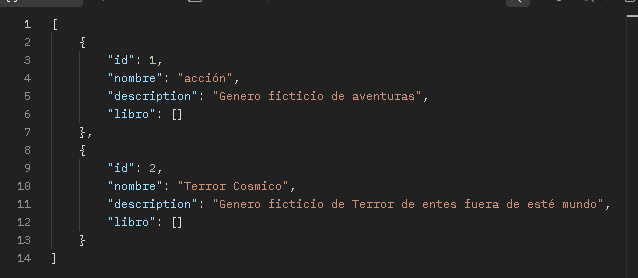 1 [
2 {
3 "id": 1,
4 "nombre": "acción",
5 "description": "Genero ficticio de aventuras",
6 "libro": []
7 },
8 {
9 "id": 2,
10 "nombre": "Terror Cosmico",
11 "description": "Genero ficticio de Terror de entes fuera de esté mundo",
12 "libro": []
13 }
14 ]